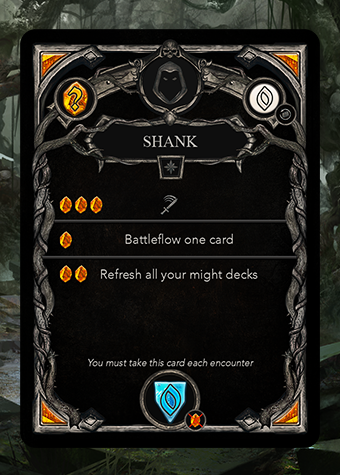 SHANK
Battleflow one card
Refresh all your might decks
You must take this card each encounter